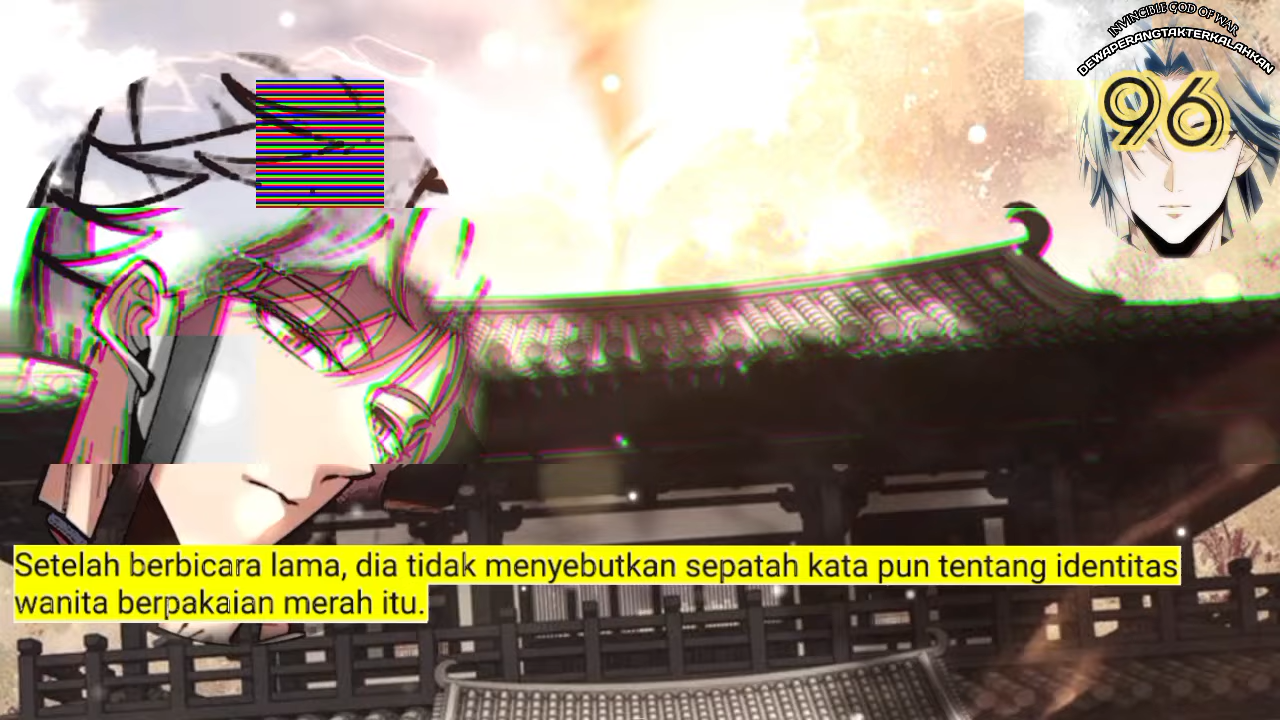 INVINCIBLE GOD OF WAR
DEWAPERANGTAKTERKALAHKAN
96
Setelah berbicara lama, dia tidak menyebutkan sepatah kata pun tentang identitas
wanita berpakaian merah itu.